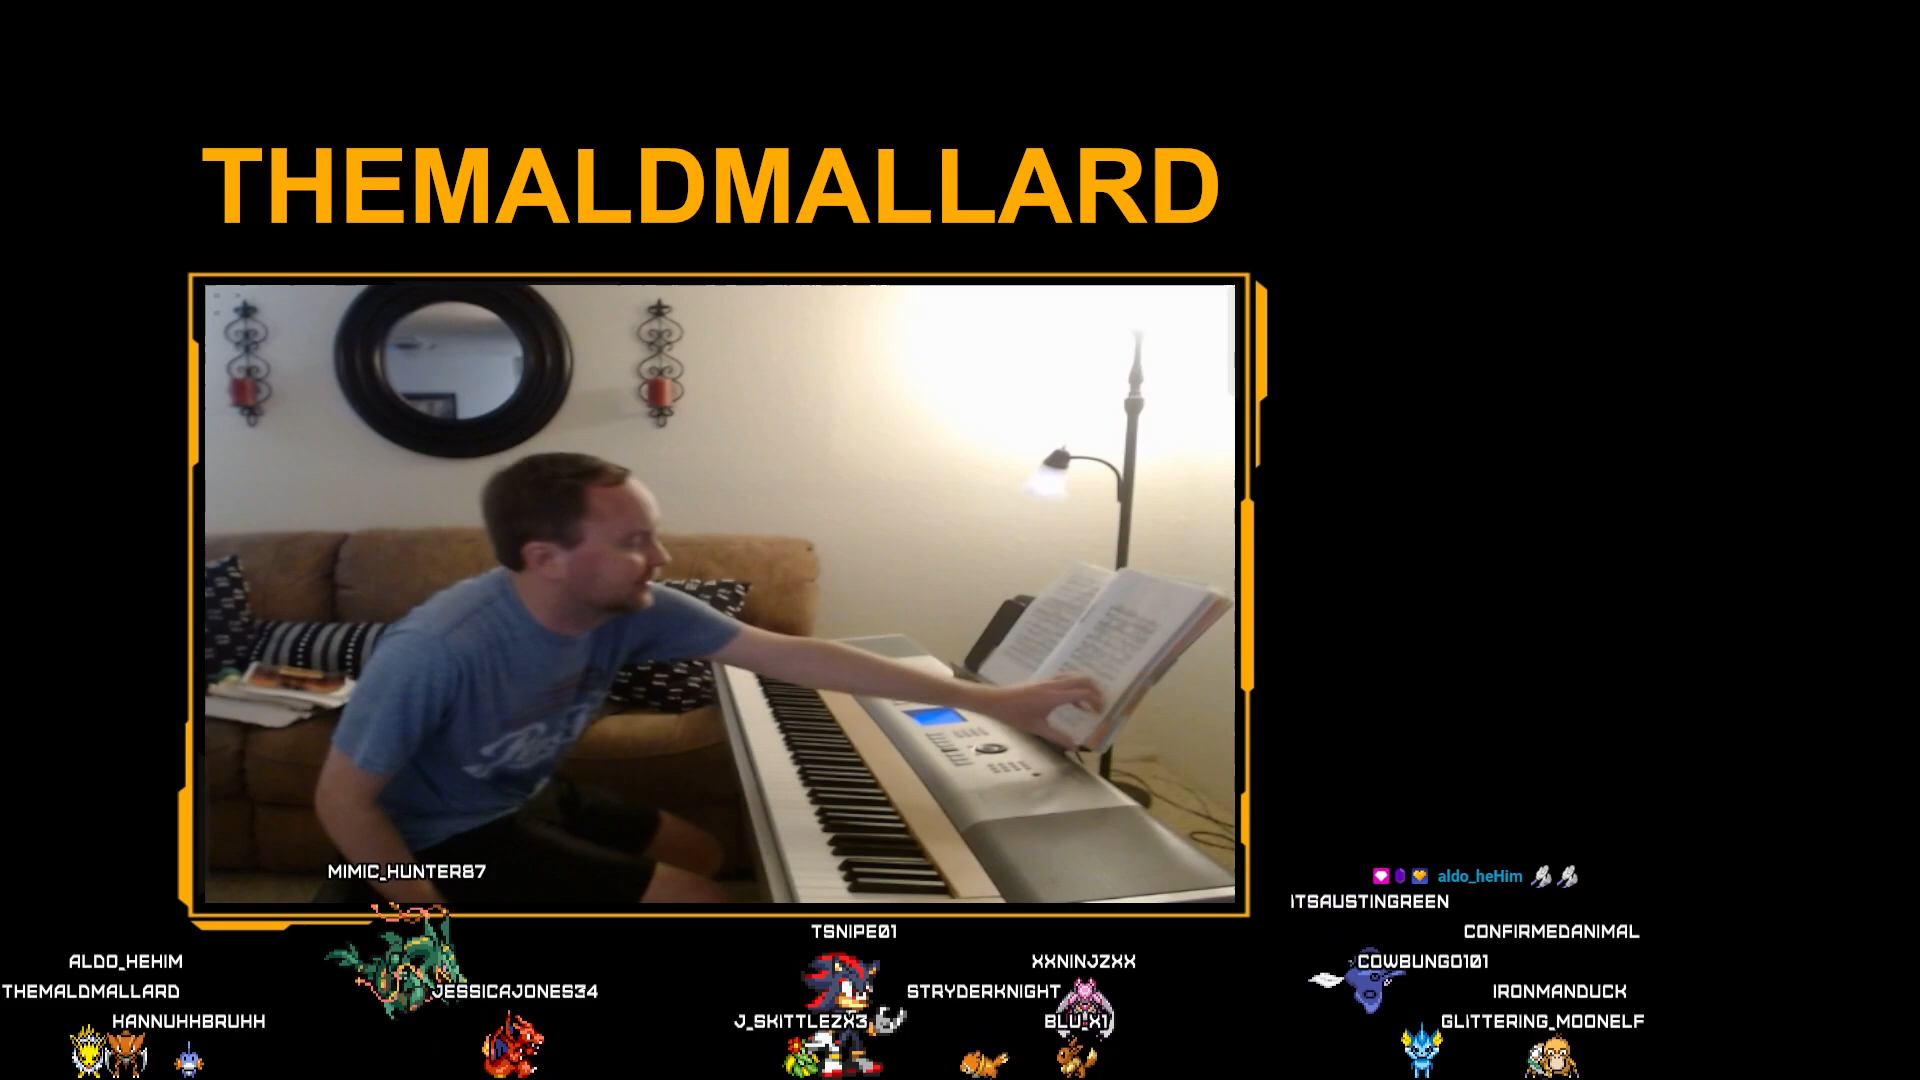 THEMALDMALLARD
MIMIC_HUNTER87
aldo_heHim
ITSAUSTINGREEN
TSNIPE01
CONFIRMEDANIMAL
ALDO_HEHIM
XXNINJZXX
COWBUNGO101
THEMALDMALLARD
JESSICAJONES34
STRYDERKNIGHT
IRONMANDUCK
HANNUHHBRUHH
J_SKITTLEZX3
BLU_X1
GLITTERING_MOONELF